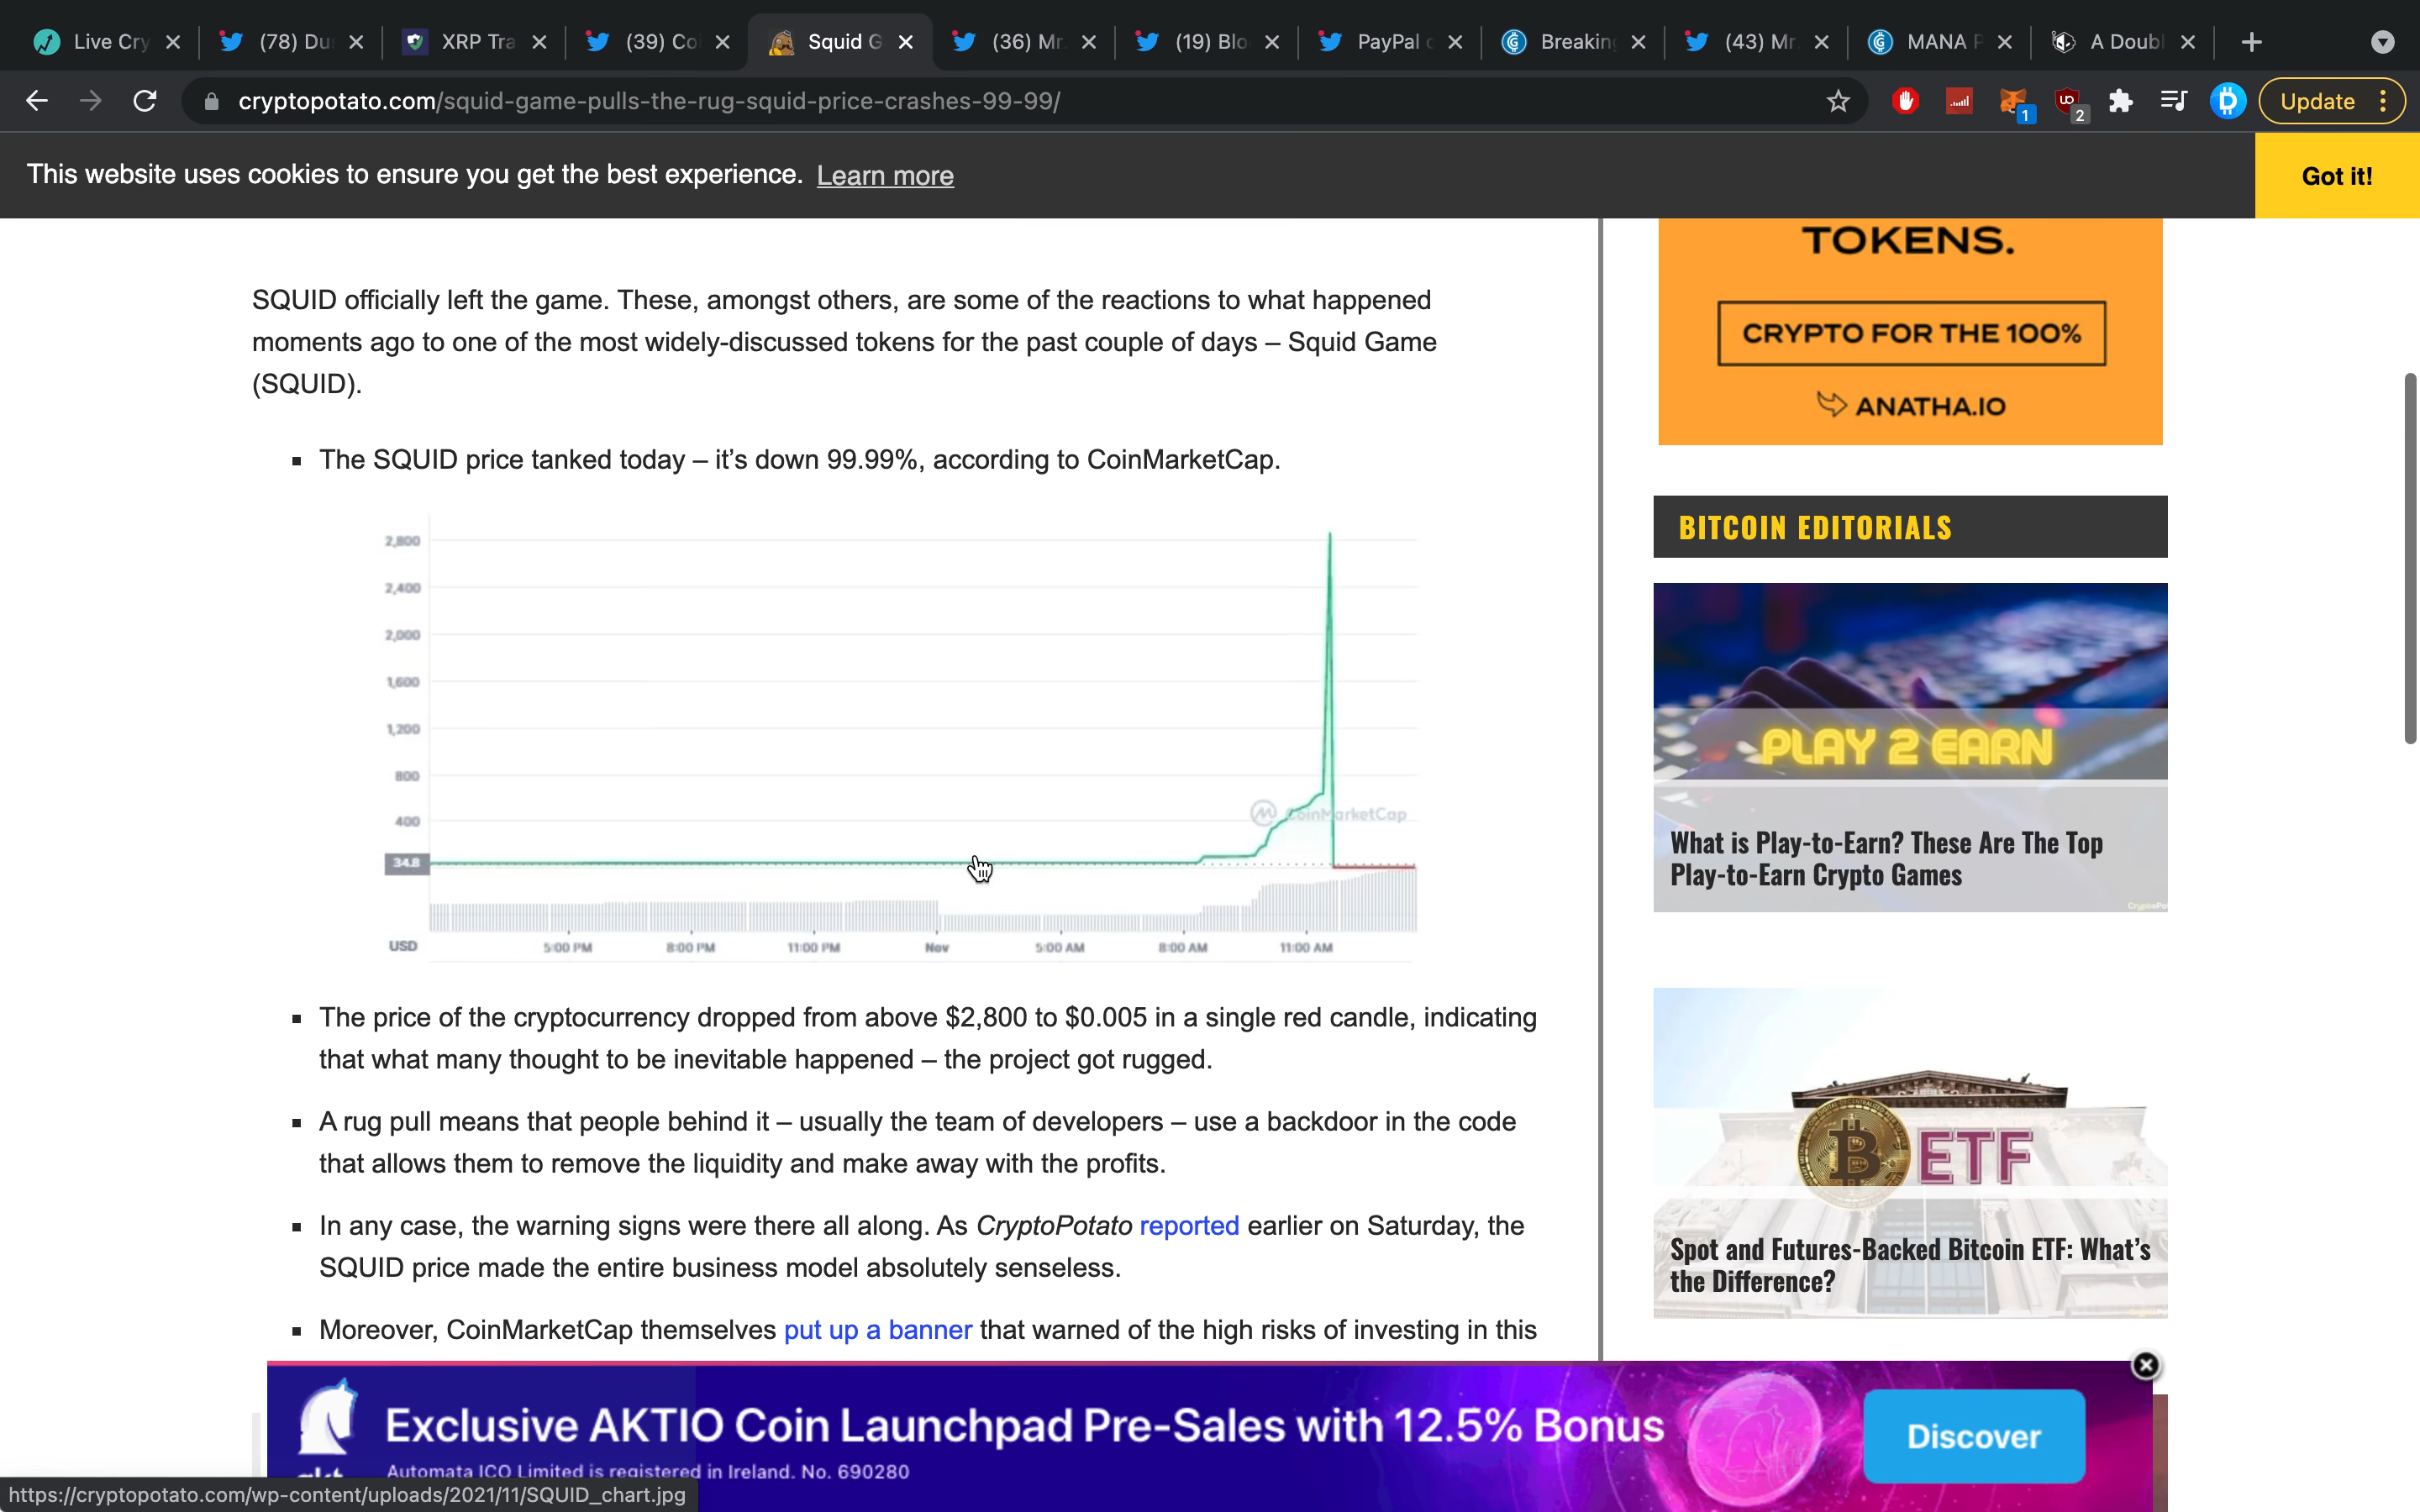 Live Cry
(78) Du
XRP Tra
(39) Co
Squid G
(36) Mr.
(19) Blo
PayPal
Breaking
(43) Mr.
MANA P
A Doubl
cryptopotato.com/squid-game-pulls-the-rug-squid-price-crashes-99-99/
1
2
Update
This website uses cookies to ensure you get the best experience. Learn more
Got it!
SQUID officially left the game. These, amongst others, are some of the reactions to what happened
moments ago to one of the most widely-discussed tokens for the past couple of days – Squid Game
(SQUID).
The SQUID price tanked today – it’s down 99.99%, according to CoinMarketCap.
2,800
2,400
2,000
1,600
1,200
800
400
34.8
CoinMarketCap
USD
5:00 PM
8:00 PM
11:00 PM
Nov
5:00 AM
8:00 AM
11:00 AM
The price of the cryptocurrency dropped from above $2,800 to $0.005 in a single red candle, indicating
that what many thought to be inevitable happened – the project got rugged.
A rug pull means that people behind it – usually the team of developers – use a backdoor in the code
that allows them to remove the liquidity and make away with the profits.
In any case, the warning signs were there all along. As CryptoPotato reported earlier on Saturday, the
SQUID price made the entire business model absolutely senseless.
Moreover, CoinMarketCap themselves put up a banner that warned of the high risks of investing in this
TOKENS.
CRYPTO FOR THE 100%
ANATHA.IO
BITCOIN EDITORIALS
PLAY 2 EARN
What is Play-to-Earn? These Are The Top
Play-to-Earn Crypto Games
ETF
Spot and Futures-Backed Bitcoin ETF: What’s
the Difference?
Exclusive AKTIO Coin Launchpad Pre-Sales with 12.5% Bonus
Automata ICO Limited is registered in Ireland. No. 690280
Discover
https://cryptopotato.com/wp-content/uploads/2021/11/SQUID_chart.jpg